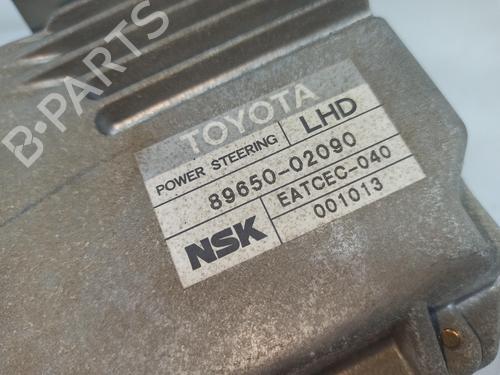 B-PARTS
TOYOTA
POWER STEERING LHD
89650-02090
NSK EATCEC-040
001013